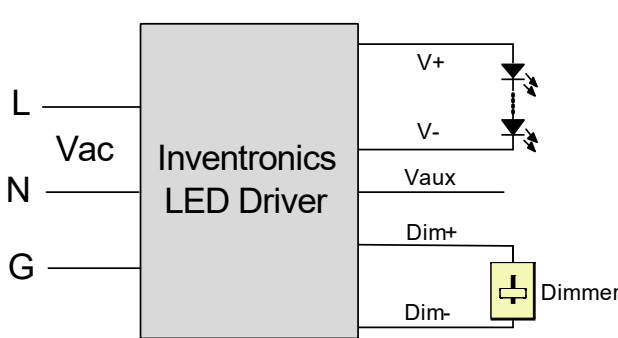 L
Vac
N
G
Inventronics
LED Driver
V+
V-
Vaux
Dim+
Dim-
Dimmer